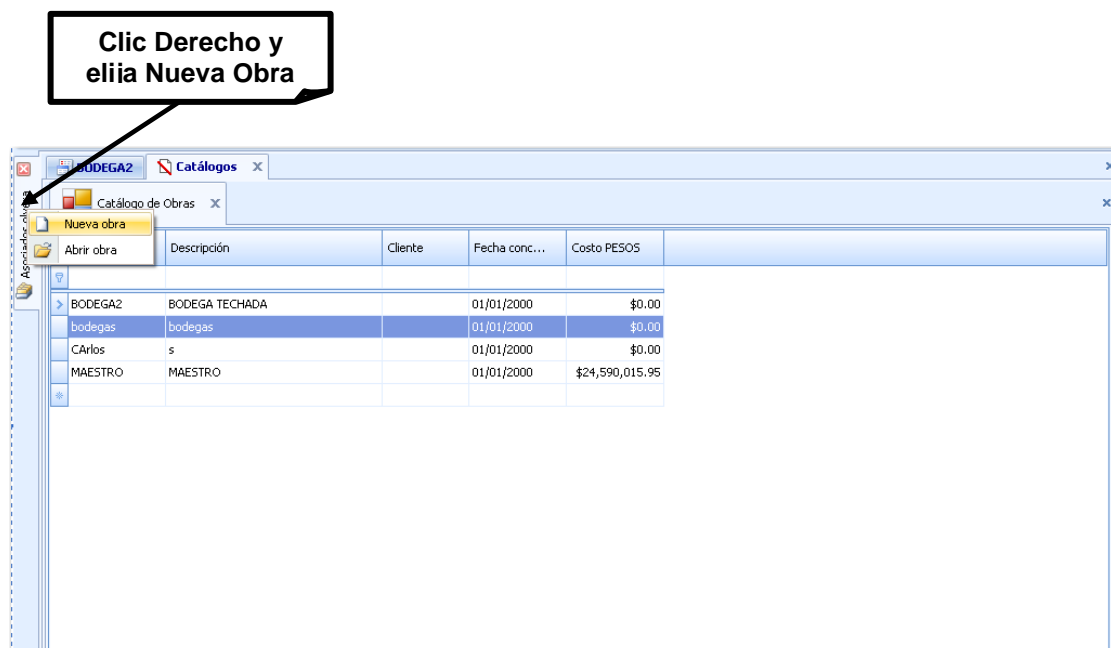 Clic Derecho y
elija Nueva Obra
BODEGA2 Catálogos X
Catálogo de Obras X
Nueva obra
Abrir obra
Asociados
Descripción Cliente Fecha conc... Costo PESOS
BODEGA2 BODEGA TECHADA 01/01/2000 $0.00
bodegas bodegas 01/01/2000 $0.00
CArlos s 01/01/2000 $0.00
MAESTRO MAESTRO 01/01/2000 $24,590,015.95